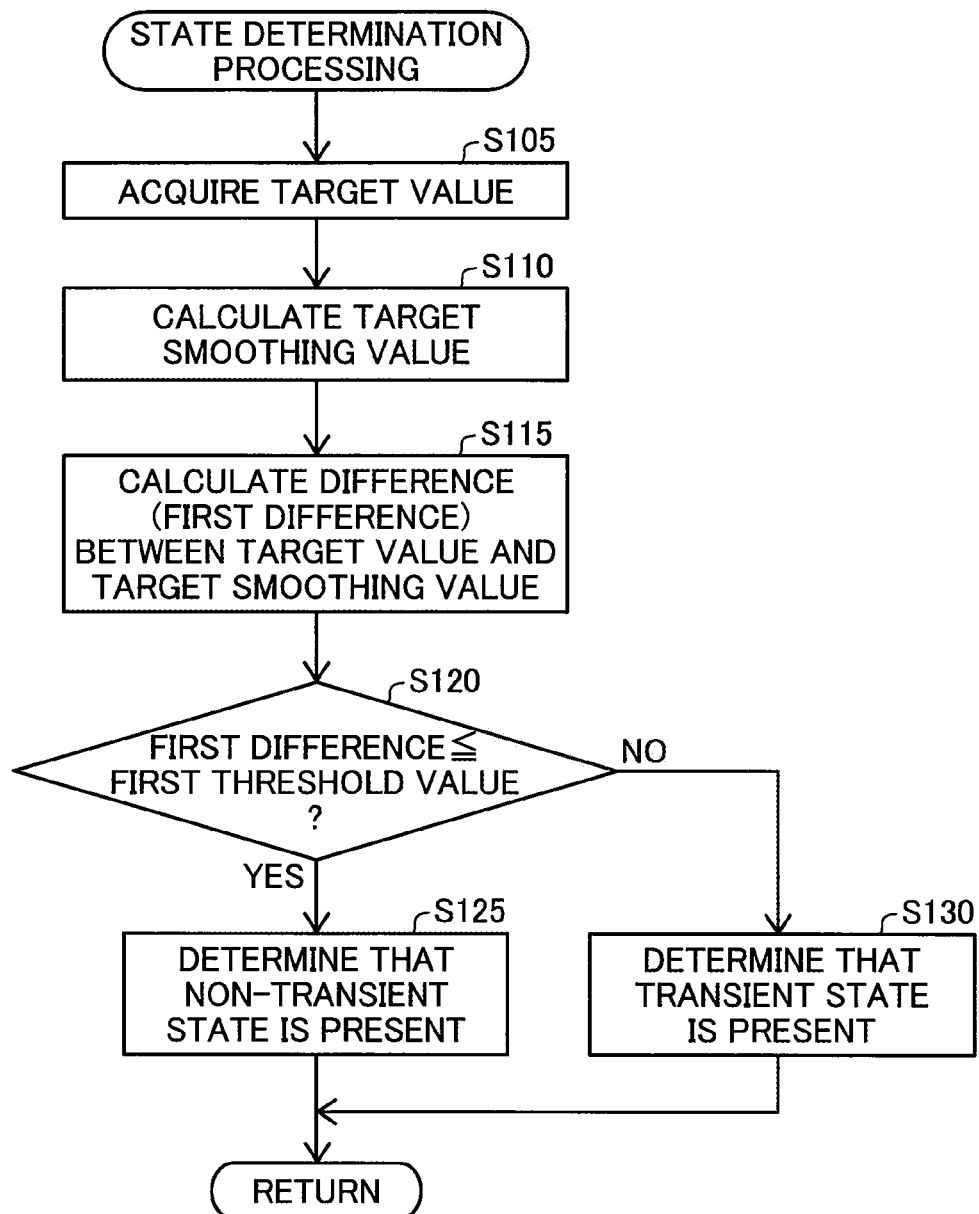 STATE DETERMINATION
PROCESSING
S105
ACQUIRE TARGET VALUE
S110
CALCULATE TARGET
SMOOTHING VALUE
S115
CALCULATE DIFFERENCE
(FIRST DIFFERENCE)
BETWEEN TARGET VALUE AND
TARGET SMOOTHING VALUE
S120
FIRST DIFFERENCE≦
FIRST THRESHOLD VALUE
?
NO
YES
S125
DETERMINE THAT
NON-TRANSIENT
STATE IS PRESENT
S130
DETERMINE THAT
TRANSIENT STATE
IS PRESENT
RETURN